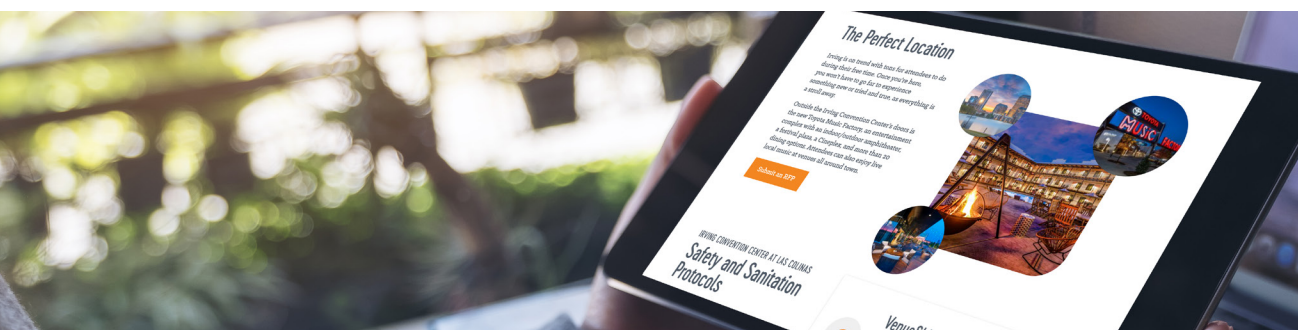 The Perfect Location
Irving is on trend with tons for attendees to do
during their free time. Once you're here,
you won't have to go far to experience
something new or tried and true, as everything is
a stroll away.
Outside the Irving Convention Center's doors is
the new Toyota Music Factory, an entertainment
complex with an indoor/outdoor amphitheater,
a festival plaza, a Cineplex, and more than 20
dining options. Attendees can also enjoy live
local music at venues all around town.
Submit an RFP
TOYOTA
MUSIC FACTO
IRVING CONVENTION CENTER AT LAS COLINAS
Safety and Sanitation
Protocols